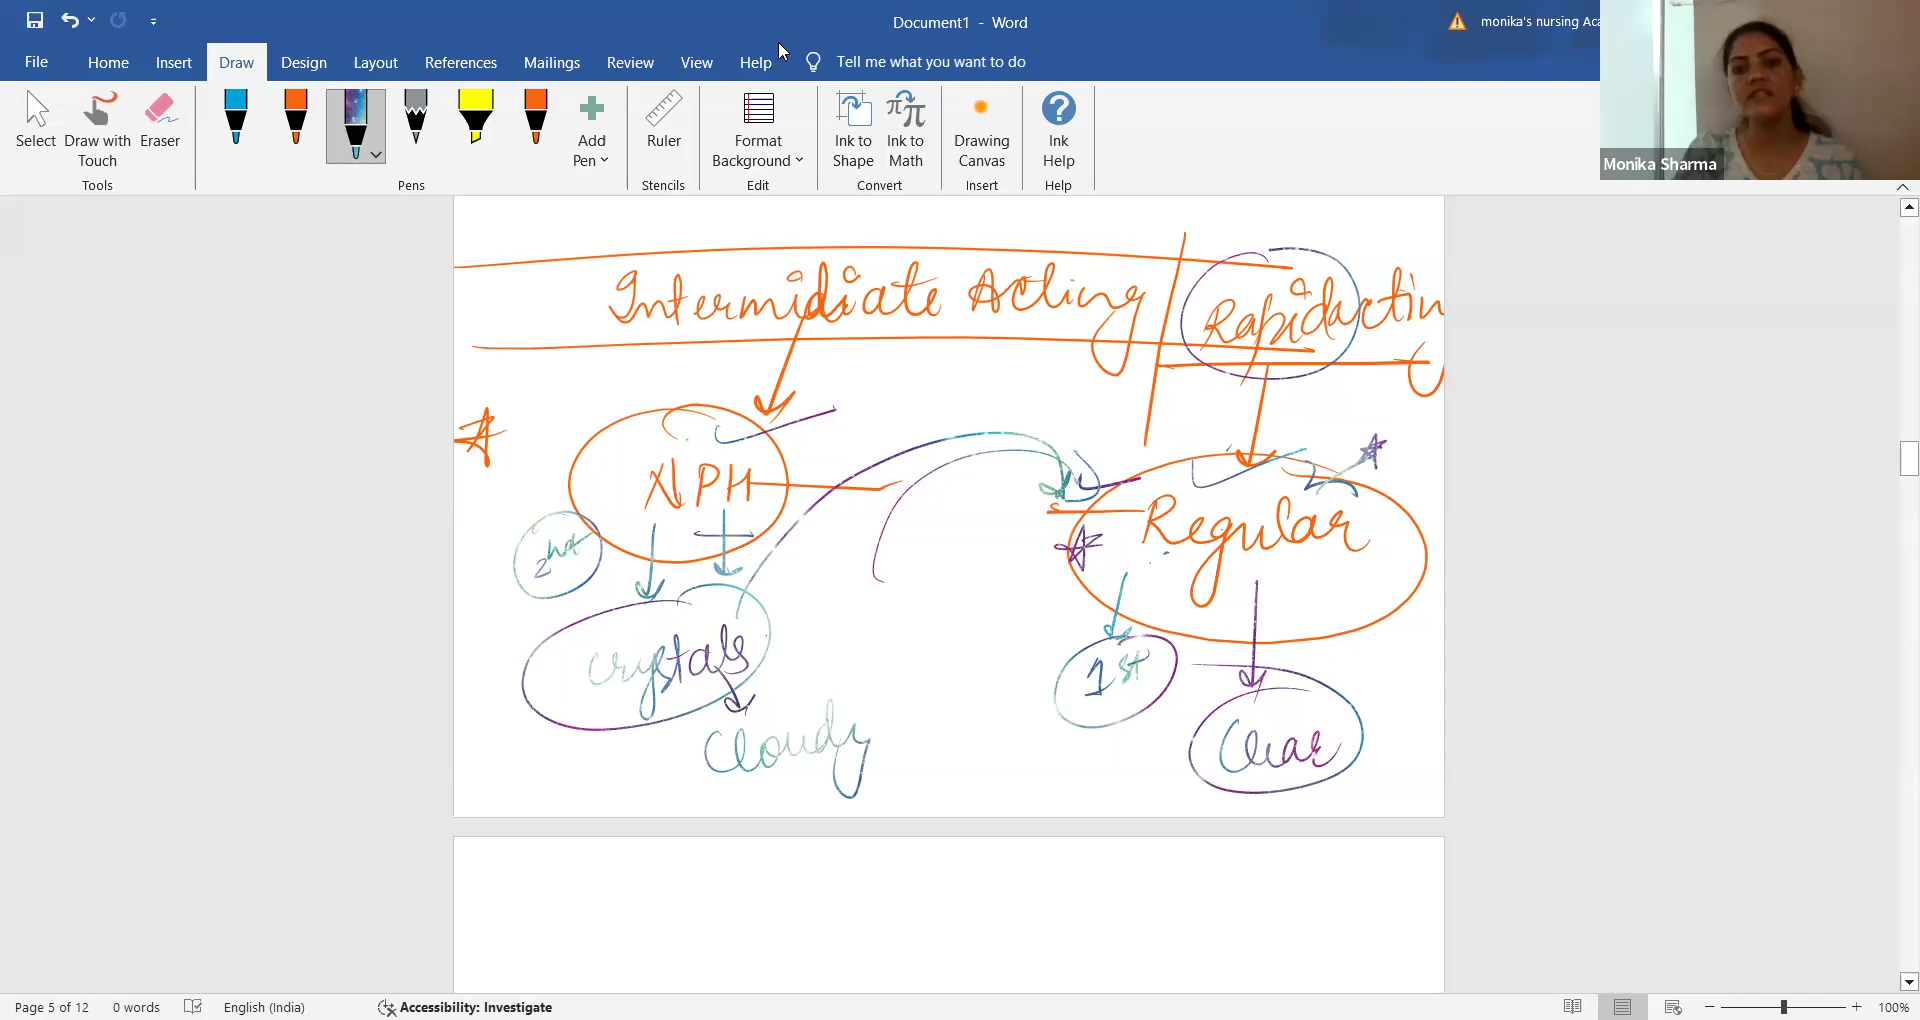 Document1 - Word
monika's nursing Aca
File Home Insert Draw Design Layout References Mailings Review View Help Tell me what you want to do
Select Draw with Touch Eraser
Add Pen
Ruler
Format Background
Ink to Shape Ink to Math
Drawing Canvas
Ink Help
Tools Pens Stencils Edit Convert Insert Help
Monika Sharma
Intermidiate Acting Rapidacting
NPH Regular
2nd
crystals 1st
Cloudy Clear
Page 5 of 12 0 words English (India) Accessibility: Investigate 100%